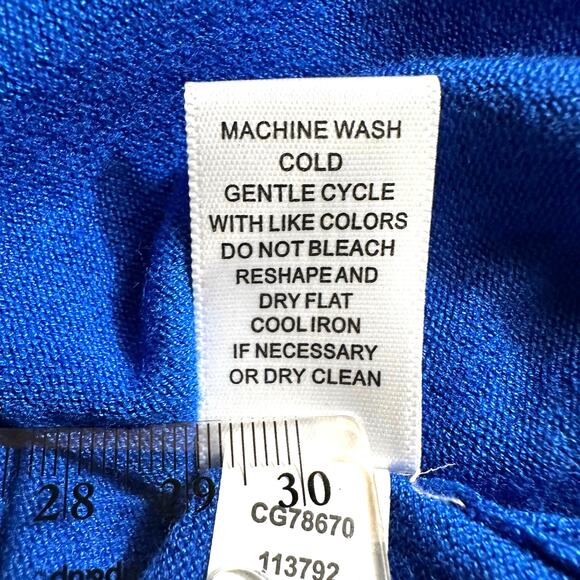 MACHINE WASH
COLD
GENTLE CYCLE
WITH LIKE COLORS
DO NOT BLEACH
RESHAPE AND
DRY FLAT
COOL IRON
IF NECESSARY
OR DRY CLEAN
28 29 30
CG78670
113792